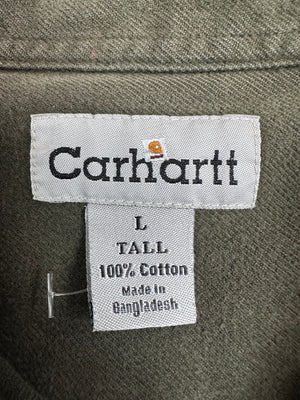 Carhartt
L
TALL
100% Cotton
Made in
Bangladesh